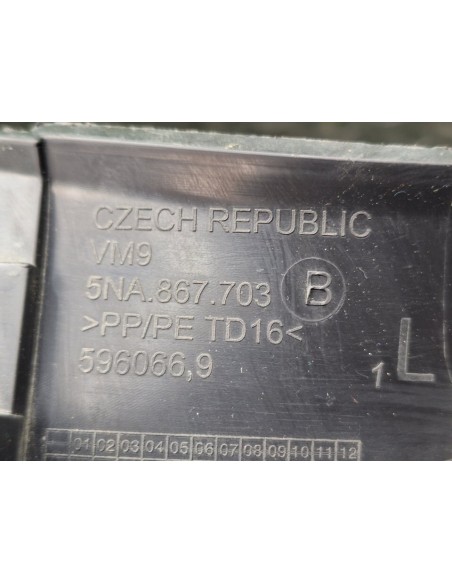 CZECH REPUBLIC
VM9
5NA.867.703 B
>PP/PE TD16<
596066,9
1 L
01 02 03 04 05 06 07 08 09 10 11 12